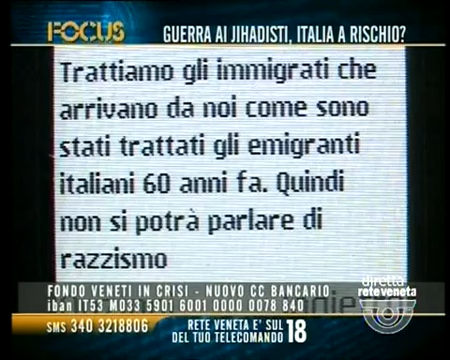 FOCUS
GUERRA AI JIHADISTI, ITALIA A RISCHIO?
Trattiamo gli immigrati che
arrivano da noi come sono
stati trattati gli emigranti
italiani 60 anni fa. Quindi
non si potrà parlare di
razzismo
FONDO VENETI IN CRISI - NUOVO CC BANCARIO
iban IT53 M033 5901 6001 0000 0078 840
diretta
reteveneta
SMS 340 3218806
RETE VENETA E' SUL 18
DEL TUO TELECOMANDO